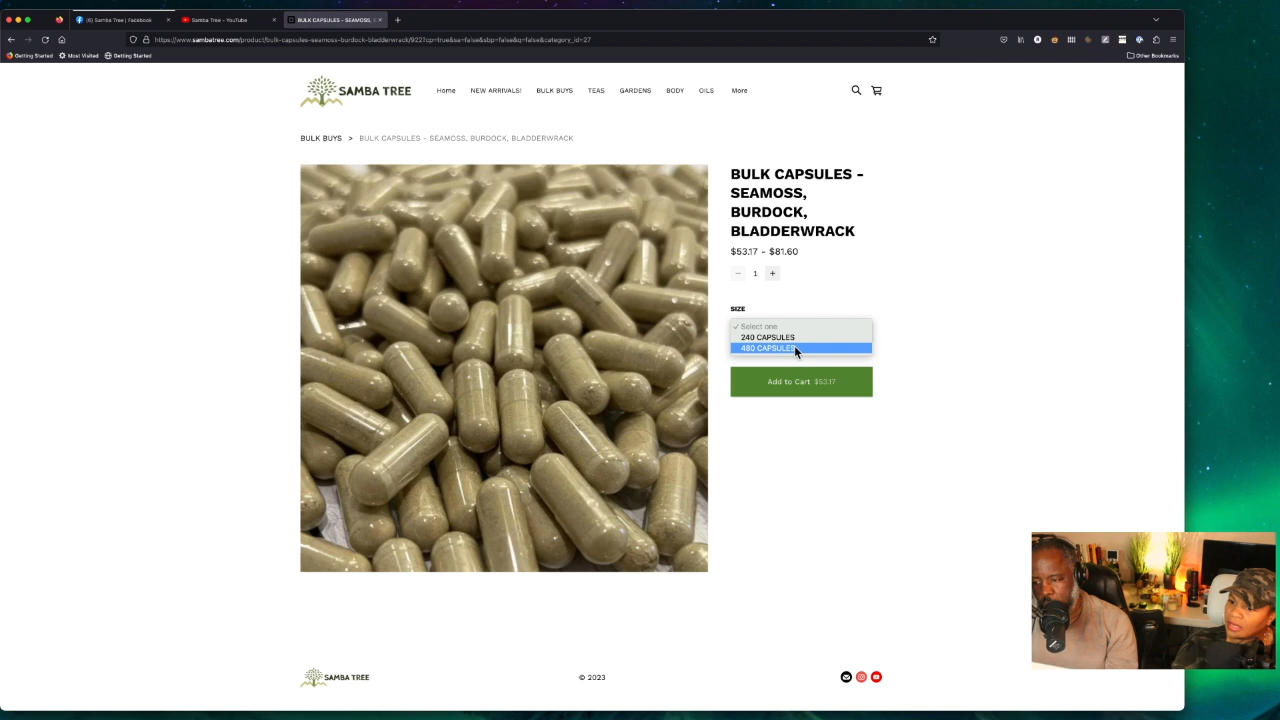 (6) Samba Tree | Facebook
Samba Tree - YouTube
BULK CAPSULES - SEAMOSS,
https://www.sambatree.com/product/bulk-capsules-seamoss-burdock-bladderwrack/922?cp=true&sa=false&sbp=false&q=false&category_id=27
Getting Started
Most Visited
Getting Started
Other Bookmarks
SAMBA TREE
Home
NEW ARRIVALS!
BULK BUYS
TEAS
GARDENS
BODY
OILS
More
BULK BUYS > BULK CAPSULES - SEAMOSS, BURDOCK, BLADDERWRACK
BULK CAPSULES -
SEAMOSS,
BURDOCK,
BLADDERWRACK
$53.17 - $81.60
− 1 +
SIZE
✓ Select one
240 CAPSULES
480 CAPSULES
Add to Cart $53.17
SAMBA TREE
© 2023